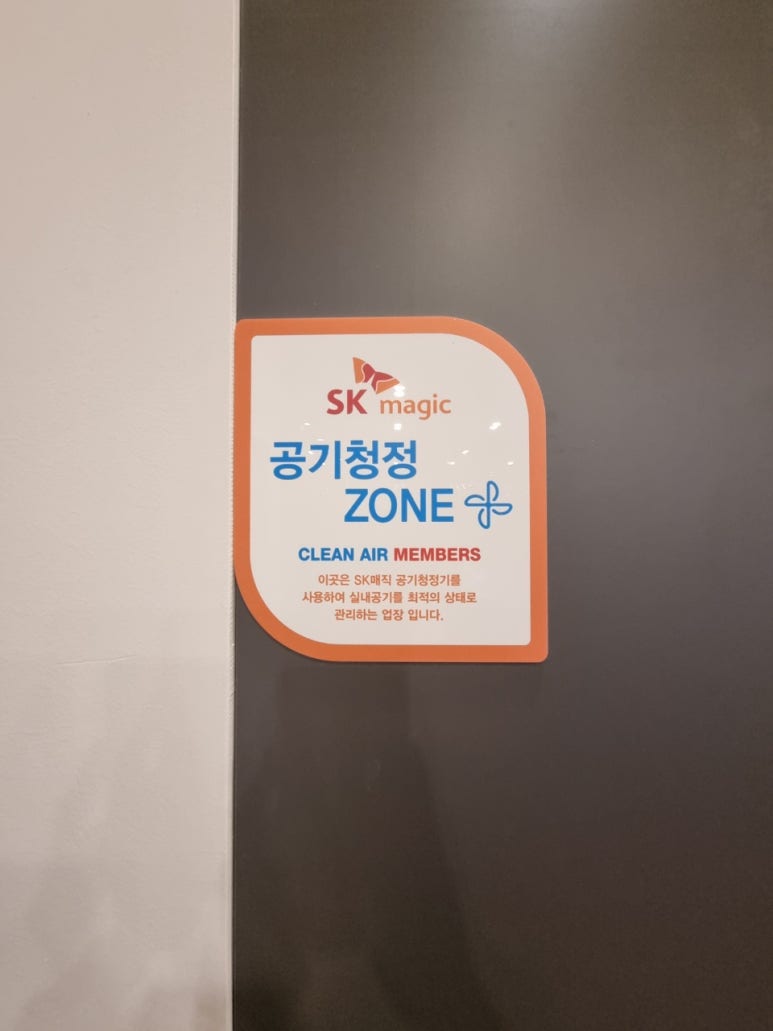 SK magic
공기청정
ZONE
CLEAN AIR MEMBERS
이곳은 SK매직 공기청정기를
사용하여 실내공기를 최적의 상태로
관리하는 업장 입니다.